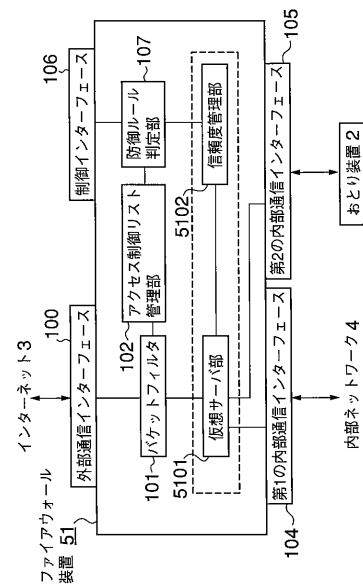 ファイアウォール
装置 51
インターネット3
100
外部通信インターフェース
106
制御インターフェース
101
パケットフィルタ
102
アクセス制御リスト
管理部
107
防御ルール
判定部
5101
仮想サーバ部
5102
信頼度管理部
104
第1の内部通信インターフェース
105
第2の内部通信インターフェース
内部ネットワーク4
おとり装置2